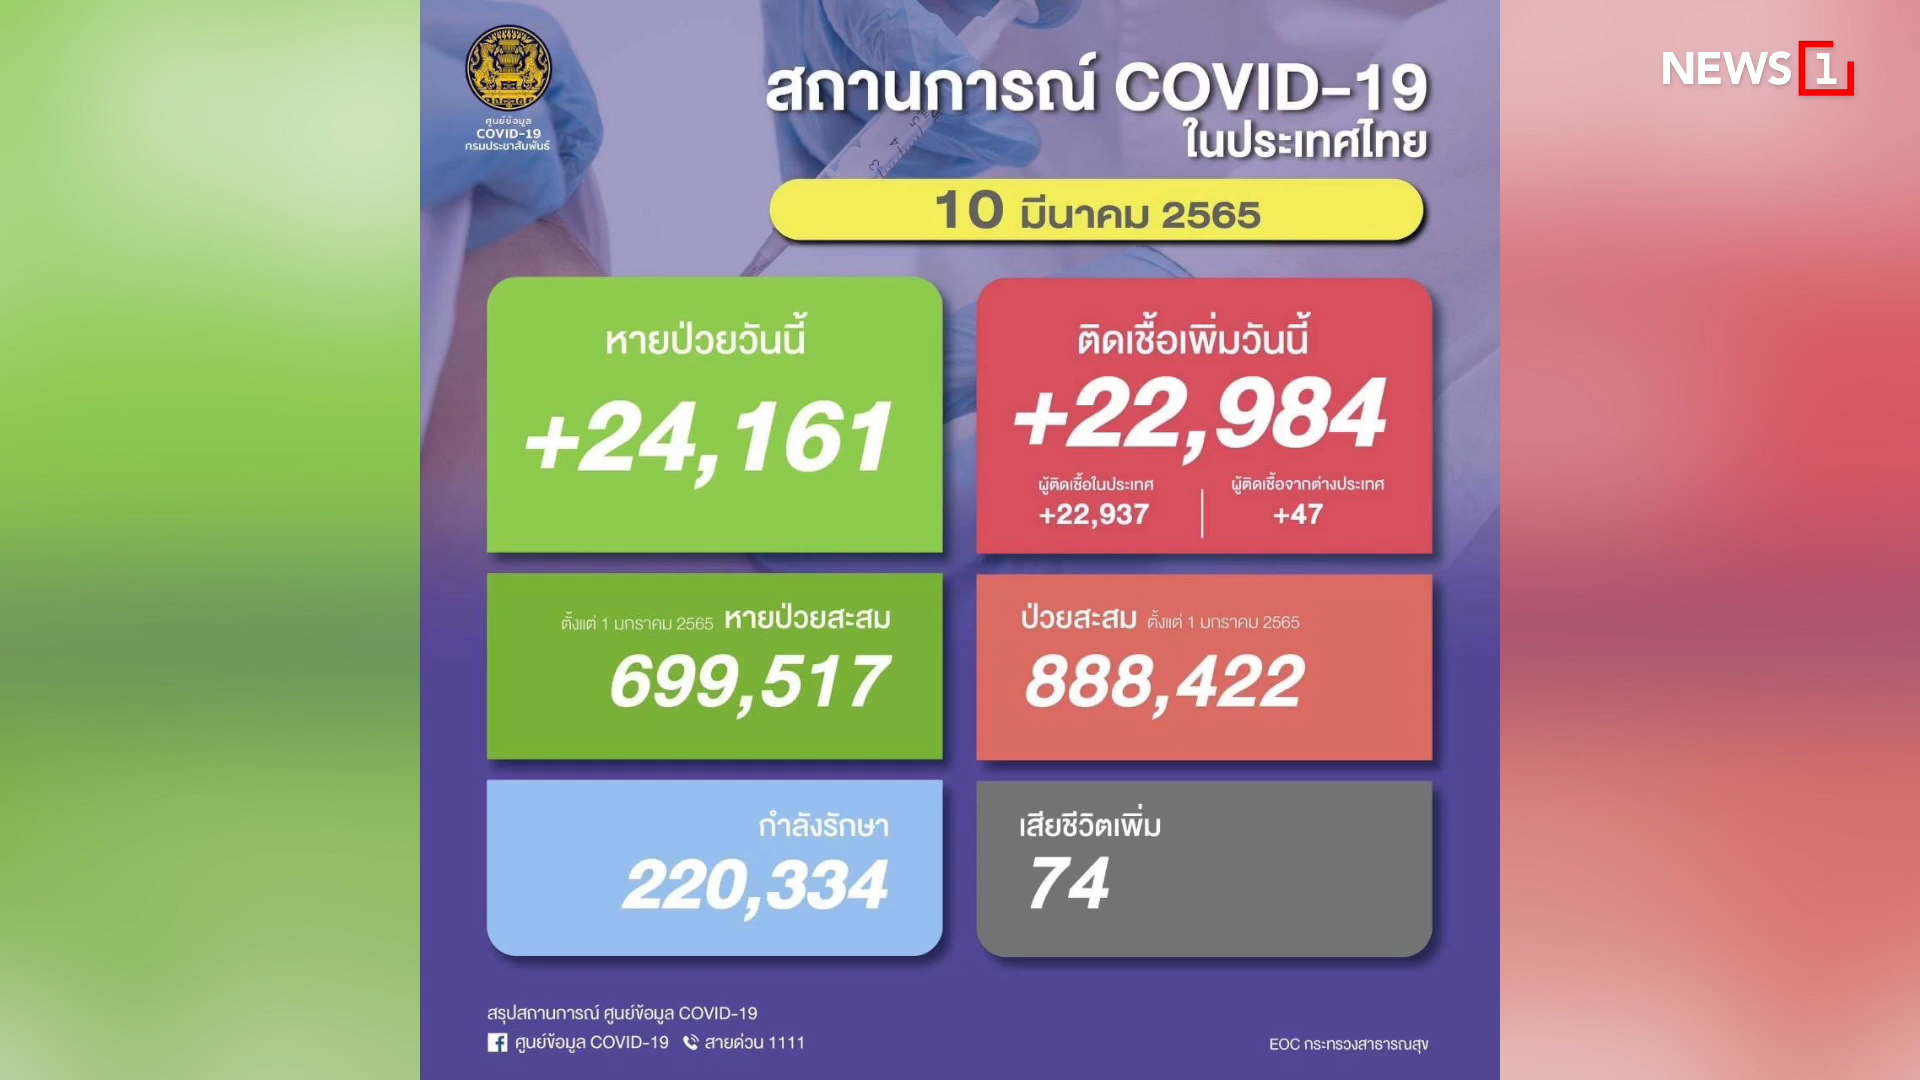 ศูนย์ข้อมูล
COVID-19
กรมประชาสัมพันธ์
NEWS 1
สถานการณ์ COVID-19
ในประเทศไทย
10 มีนาคม 2565
หายป่วยวันนี้
+24,161
ติดเชื้อเพิ่มวันนี้
+22,984
ผู้ติดเชื้อในประเทศ
+22,937
ผู้ติดเชื้อจากต่างประเทศ
+47
ตั้งแต่ 1 มกราคม 2565 หายป่วยสะสม
699,517
ป่วยสะสม ตั้งแต่ 1 มกราคม 2565
888,422
กำลังรักษา
220,334
เสียชีวิตเพิ่ม
74
สรุปสถานการณ์ ศูนย์ข้อมูล COVID-19
ศูนย์ข้อมูล COVID-19 สายด่วน 1111
EOC กระทรวงสาธารณสุข